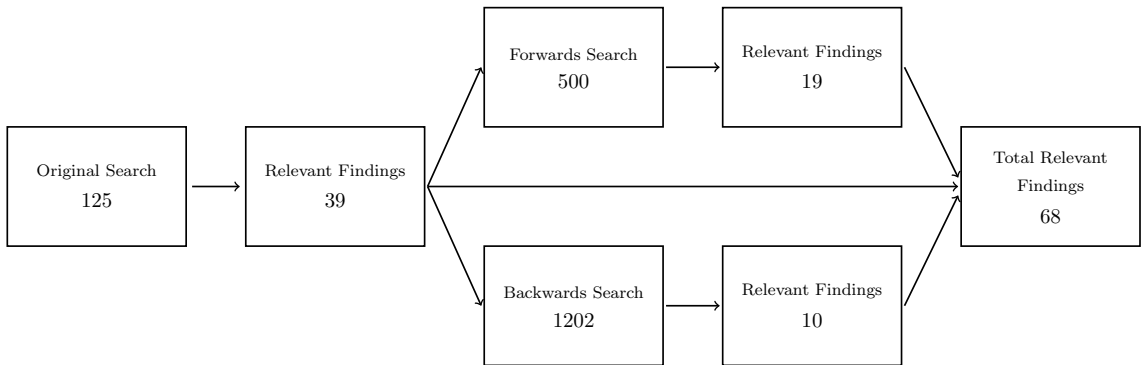 Original Search
125
Relevant Findings
39
Forwards Search
500
Relevant Findings
19
Backwards Search
1202
Relevant Findings
10
Total Relevant
Findings
68